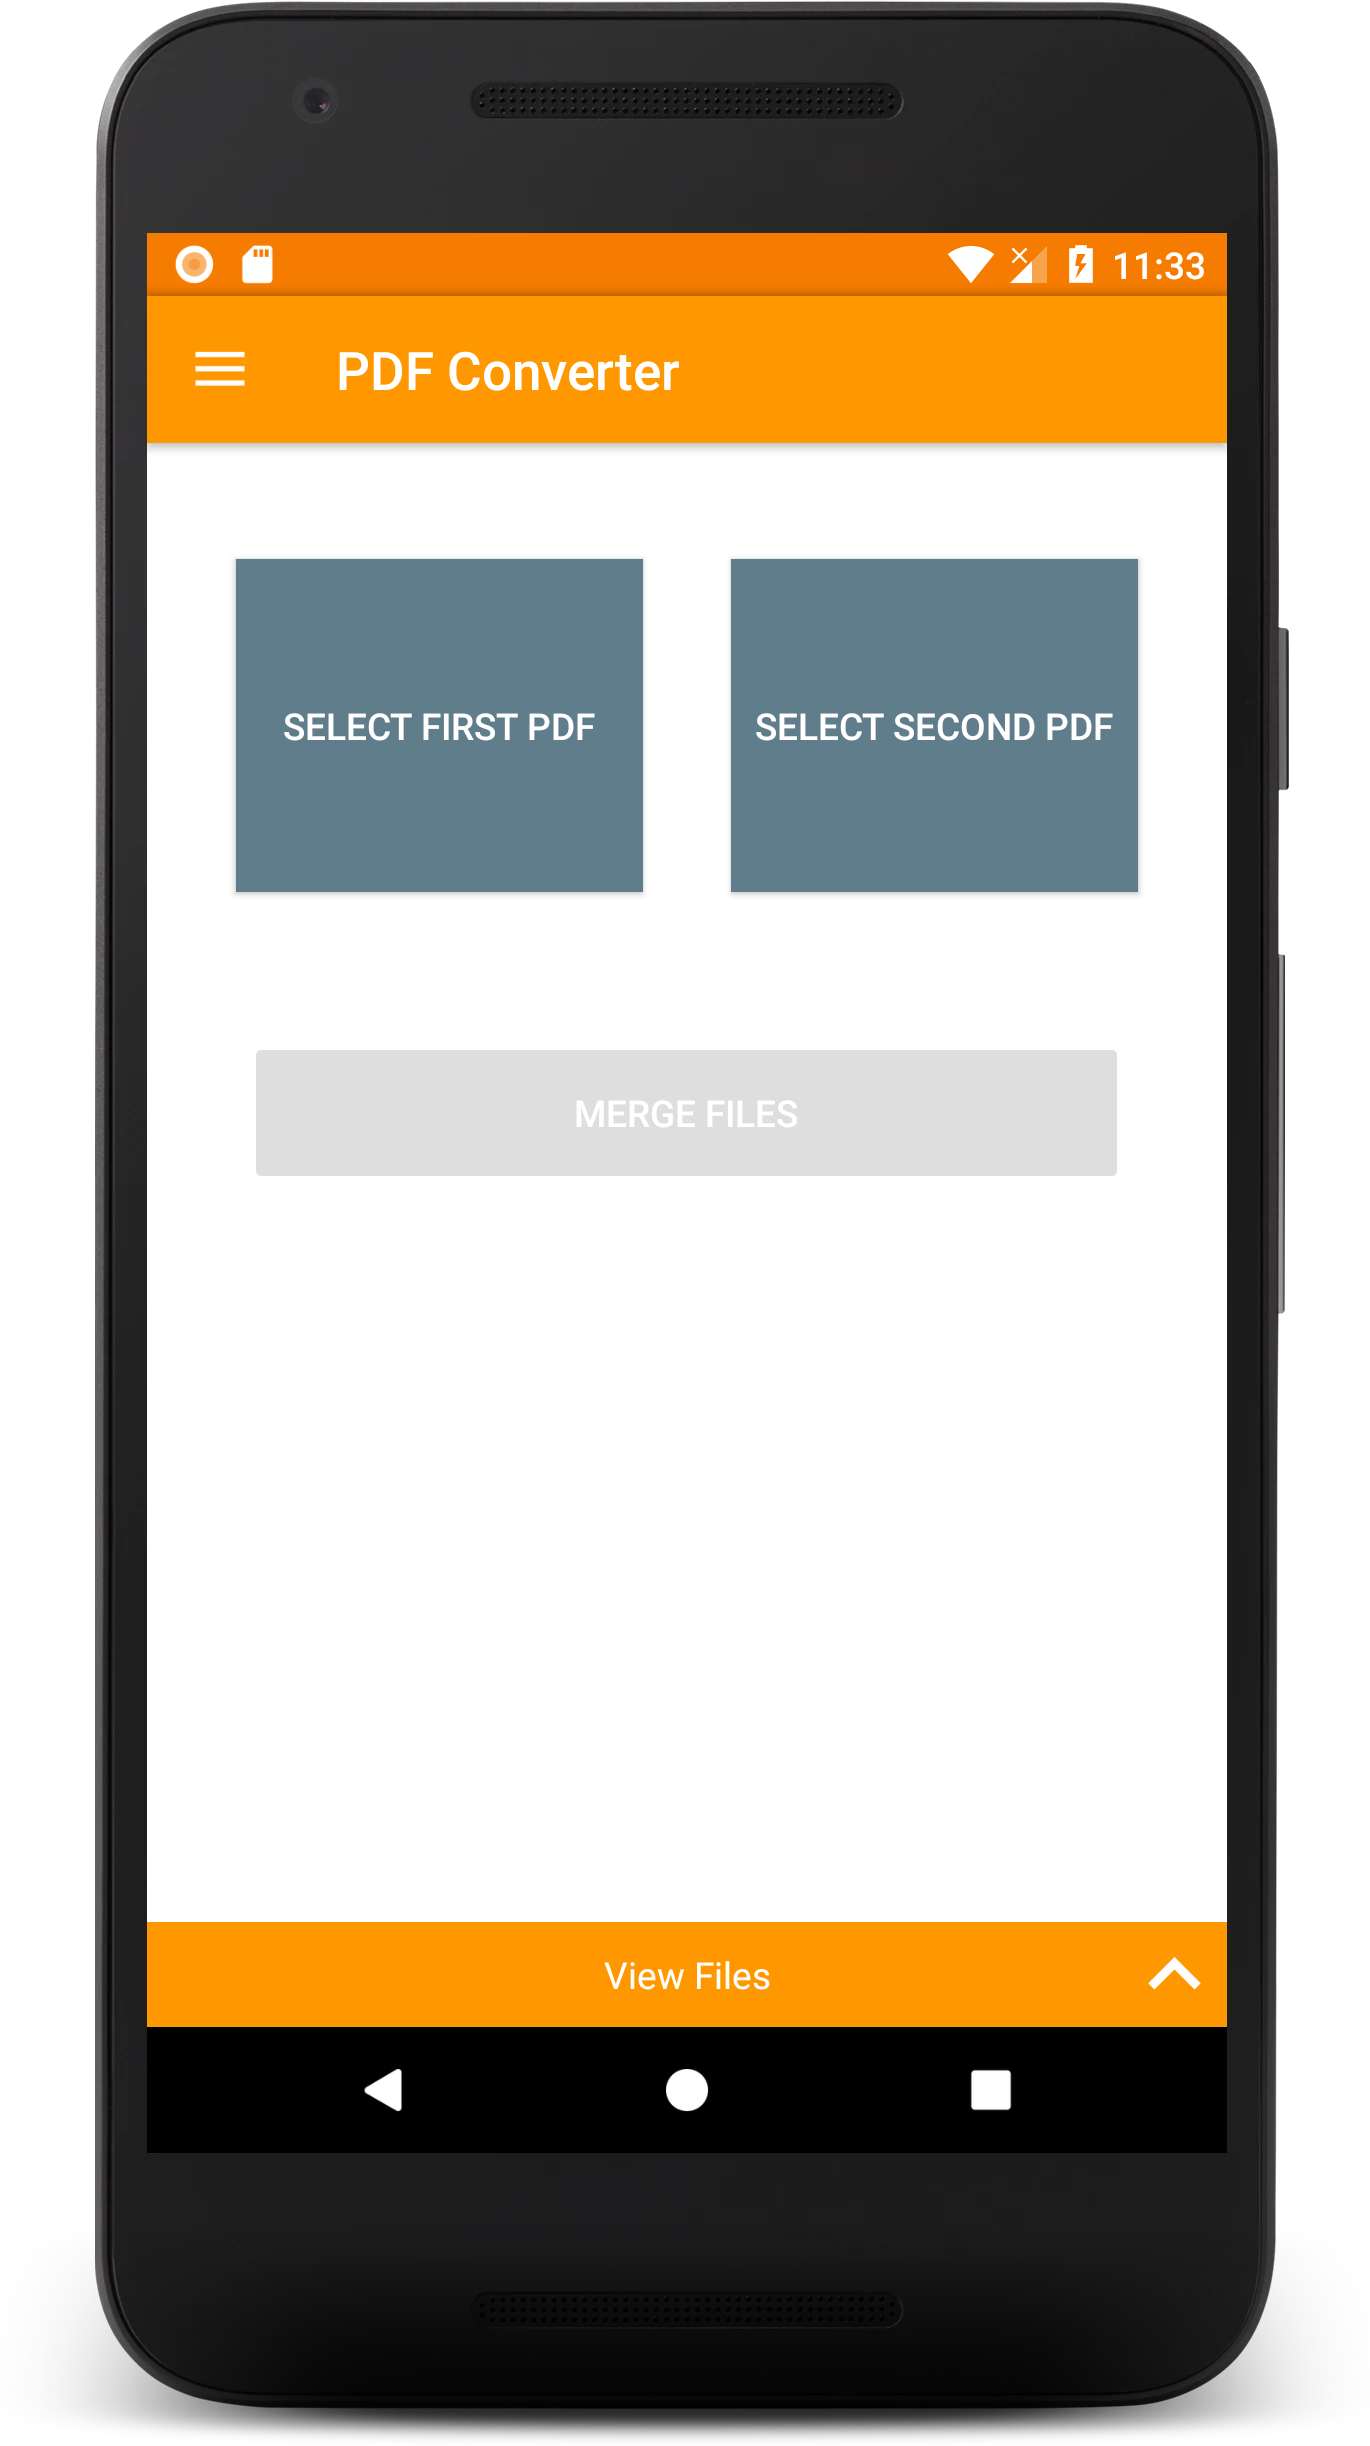 11:33
PDF Converter
SELECT FIRST PDF
SELECT SECOND PDF
MERGE FILES
View Files